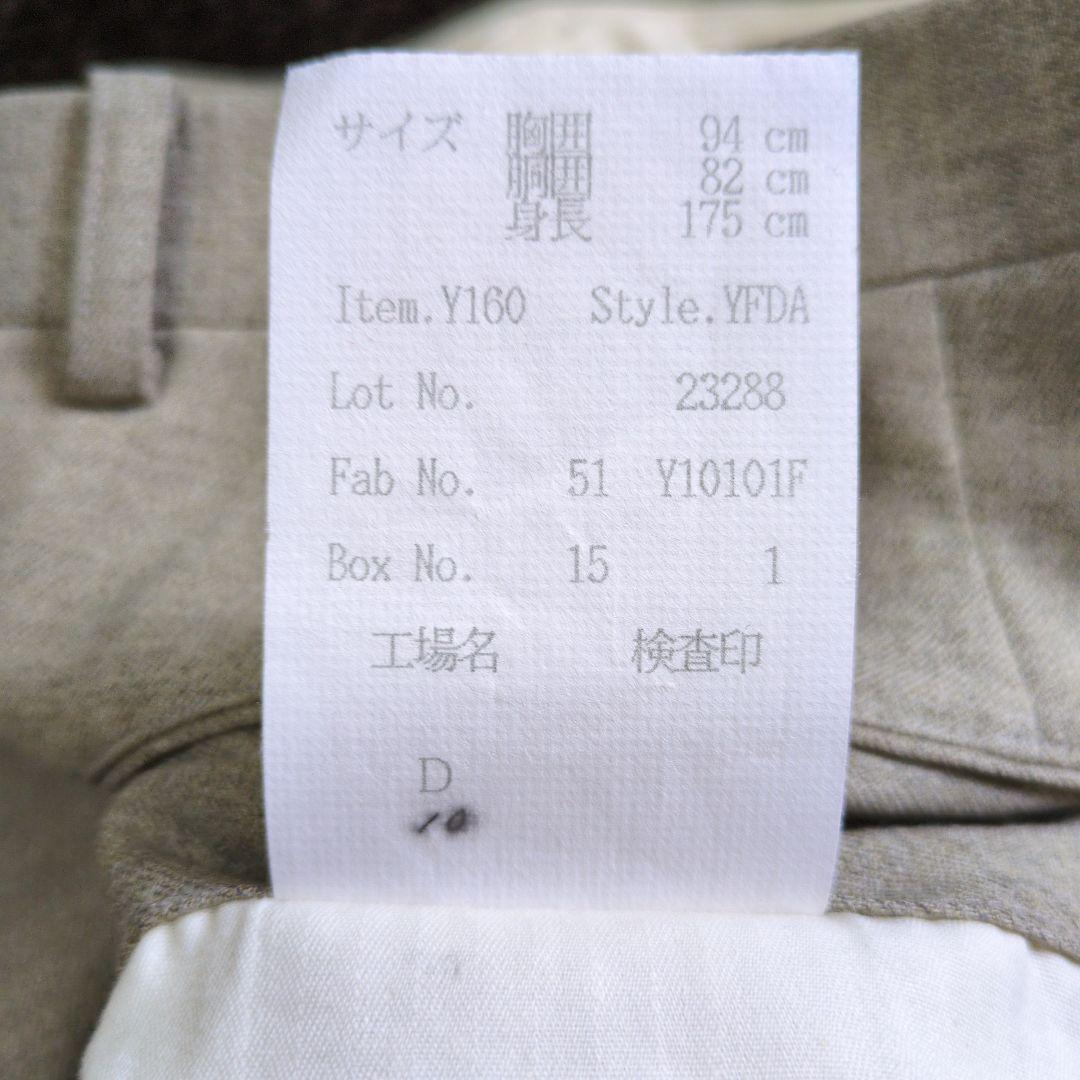 サイズ 胸囲 94 cm
胴囲 82 cm
身長 175 cm
Item.Y160 Style.YFDA
Lot No. 23288
Fab No. 51 Y10101F
Box No. 15 1
工場名 検査印
D
10